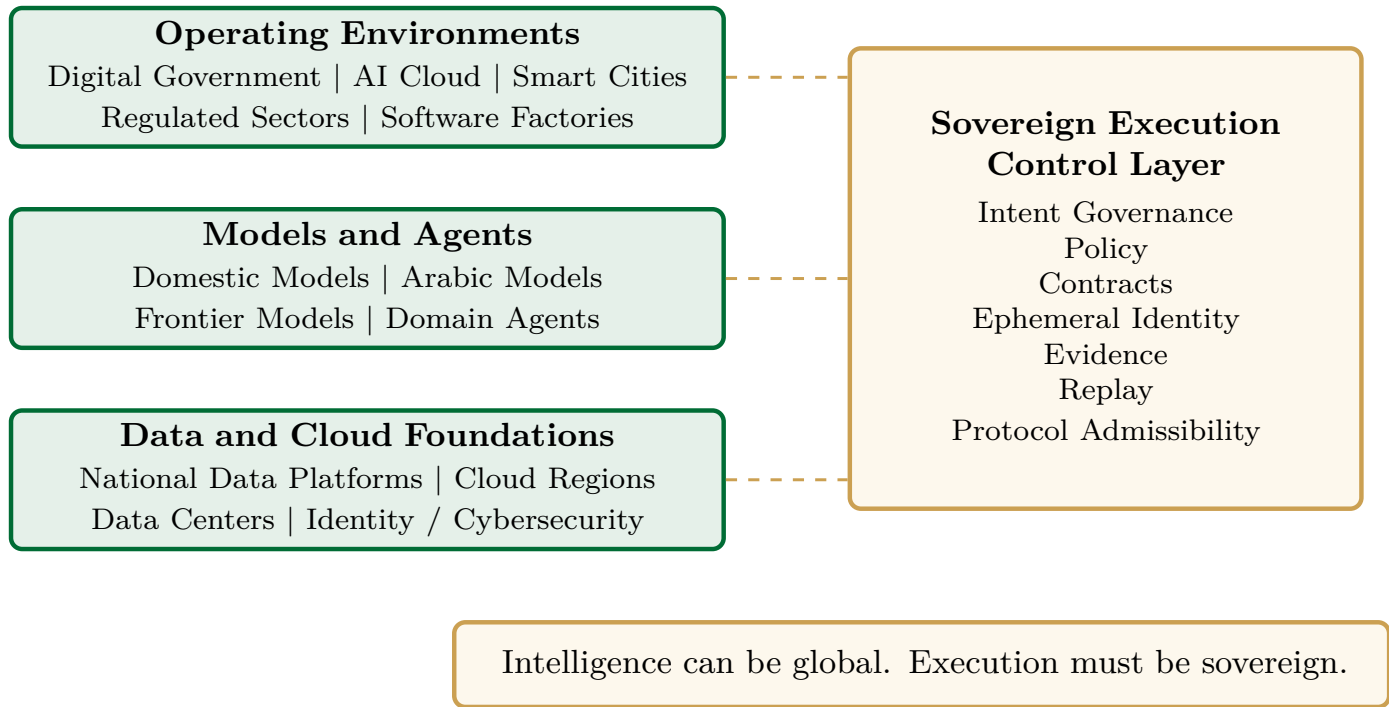 Operating Environments
Digital Government | AI Cloud | Smart Cities
Regulated Sectors | Software Factories
Models and Agents
Domestic Models | Arabic Models
Frontier Models | Domain Agents
Data and Cloud Foundations
National Data Platforms | Cloud Regions
Data Centers | Identity / Cybersecurity
Sovereign Execution
Control Layer
Intent Governance
Policy
Contracts
Ephemeral Identity
Evidence
Replay
Protocol Admissibility
Intelligence can be global. Execution must be sovereign.